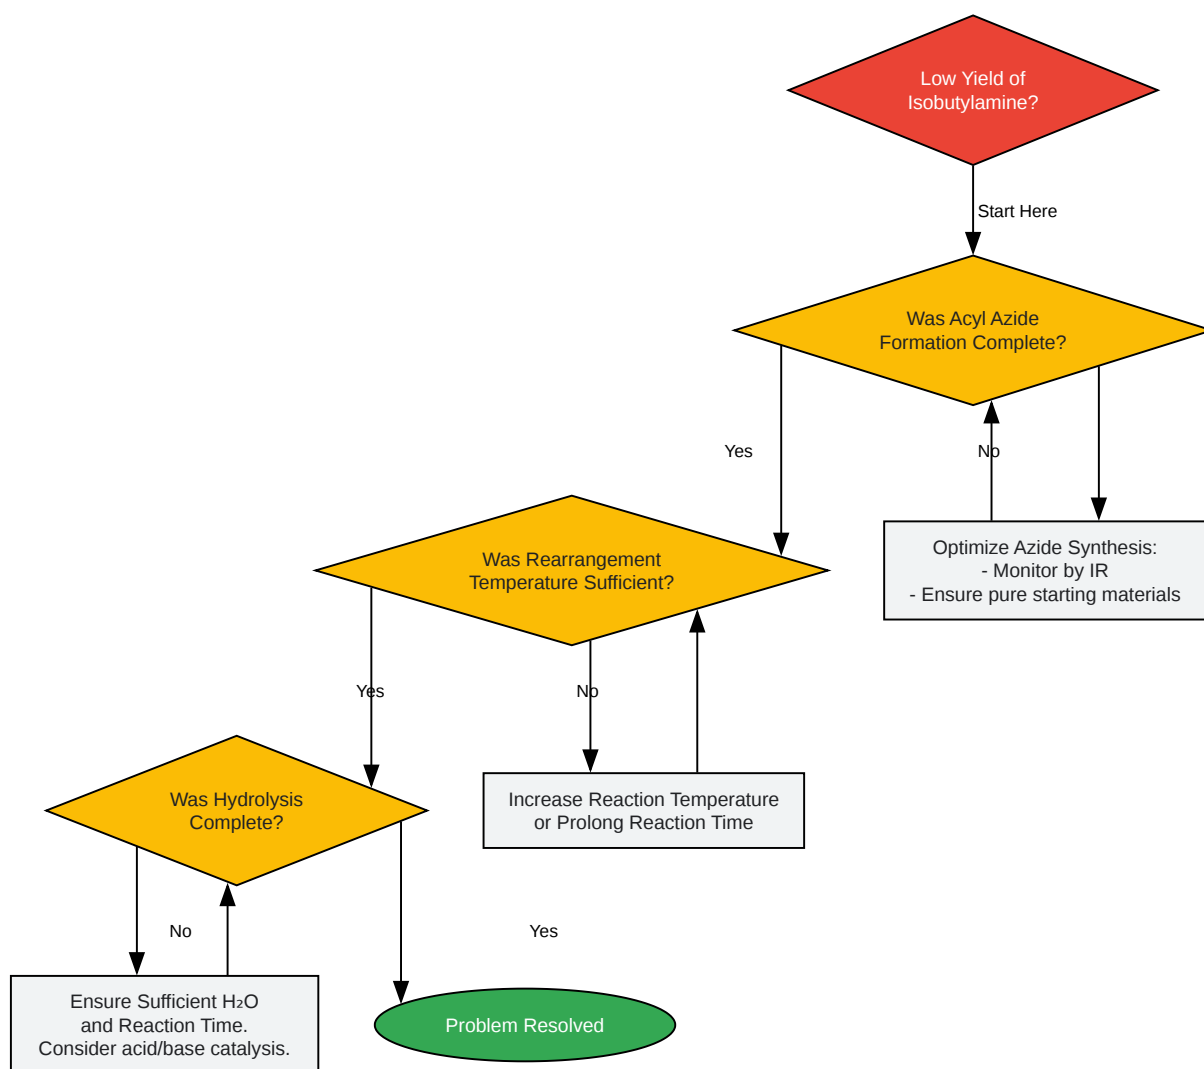 Low Yield of
Isobutylamine?
Start Here
Was Acyl Azide
Formation Complete?
Yes
No
Optimize Azide Synthesis:
- Monitor by IR
- Ensure pure starting materials
Was Rearrangement
Temperature Sufficient?
Yes
No
Increase Reaction Temperature
or Prolong Reaction Time
Was Hydrolysis
Complete?
No
Yes
Ensure Sufficient H₂O
and Reaction Time.
Consider acid/base catalysis.
Problem Resolved